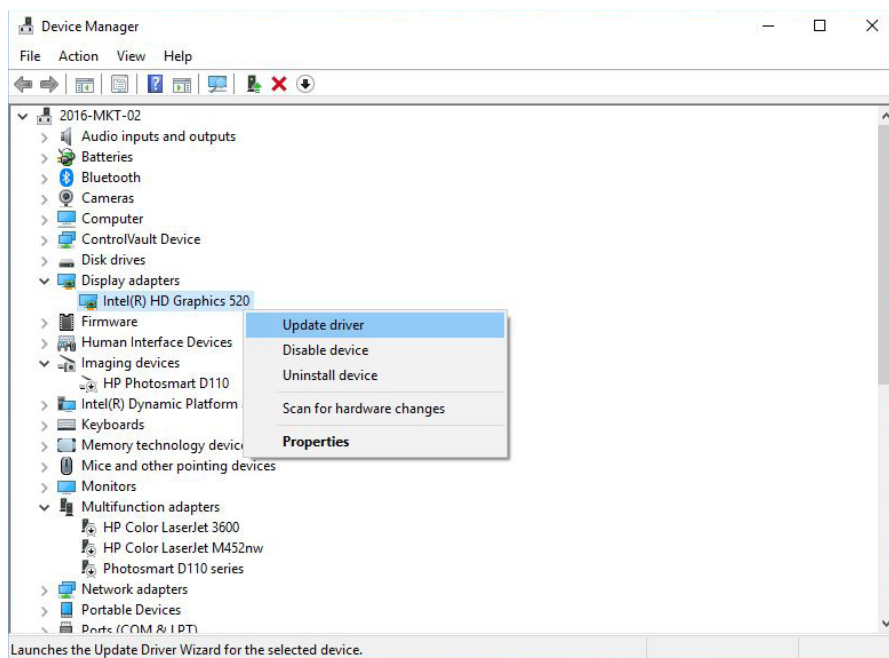 Device Manager
File Action View Help
2016-MKT-02
Audio inputs and outputs
Batteries
Bluetooth
Cameras
Computer
ControlVault Device
Disk drives
Display adapters
Intel(R) HD Graphics 520
Firmware
Human Interface Devices
Imaging devices
HP Photosmart D110
Intel(R) Dynamic Platform
Keyboards
Memory technology devic
Mice and other pointing devices
Monitors
Multifunction adapters
HP Color LaserJet 3600
HP Color LaserJet M452nw
Photosmart D110 series
Network adapters
Portable Devices
Ports (COM & LPT)
Update driver
Disable device
Uninstall device
Scan for hardware changes
Properties
Launches the Update Driver Wizard for the selected device.